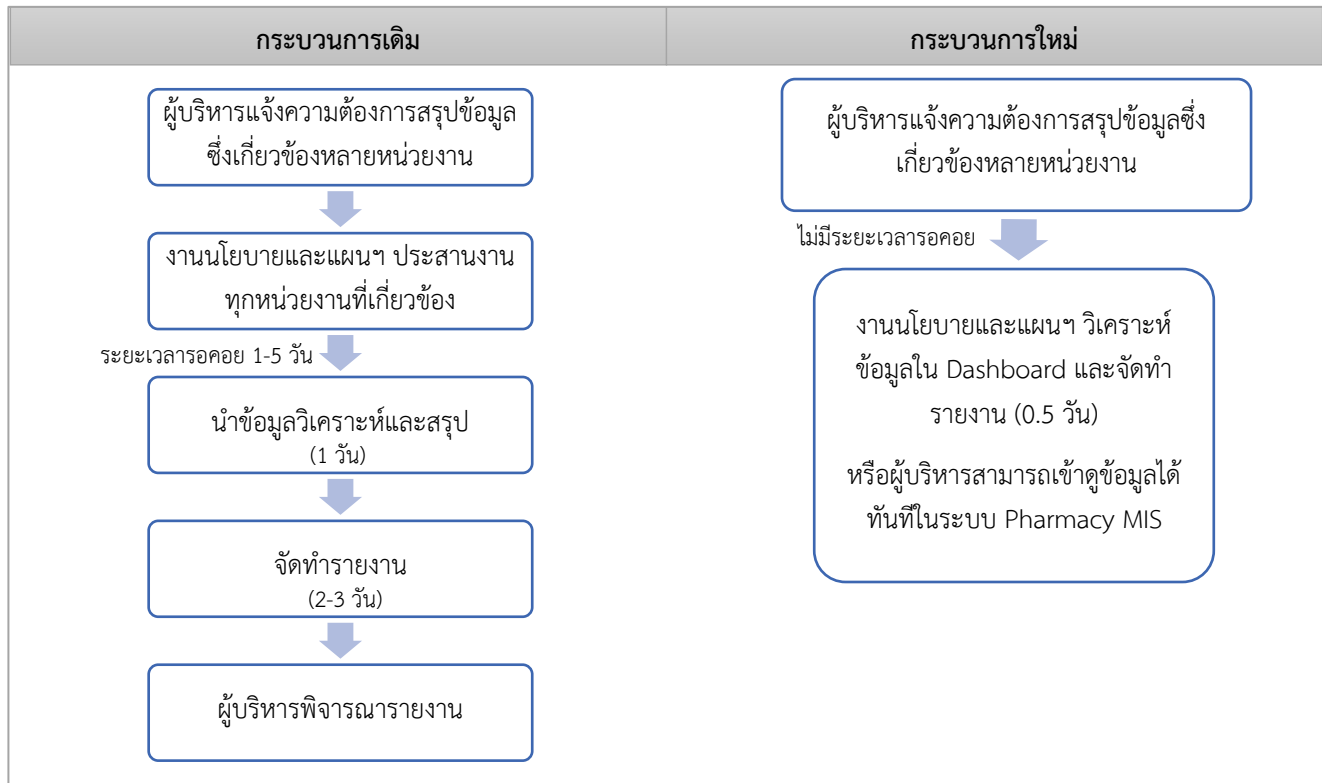 กระบวนการเดิม
ผู้บริหารแจ้งความต้องการสรุปข้อมูล
ซึ่งเกี่ยวข้องหลายหน่วยงาน
งานนโยบายและแผนฯ ประสานงาน
ทุกหน่วยงานที่เกี่ยวข้อง
ระยะเวลารอคอย 1-5 วัน
นำข้อมูลวิเคราะห์และสรุป
(1 วัน)
จัดทำรายงาน
(2-3 วัน)
ผู้บริหารพิจารณารายงาน
กระบวนการใหม่
ผู้บริหารแจ้งความต้องการสรุปข้อมูลซึ่ง
เกี่ยวข้องหลายหน่วยงาน
ไม่มีระยะเวลารอคอย
งานนโยบายและแผนฯ วิเคราะห์
ข้อมูลใน Dashboard และจัดทำ
รายงาน (0.5 วัน)
หรือผู้บริหารสามารถเข้าดูข้อมูลได้
ทันทีในระบบ Pharmacy MIS